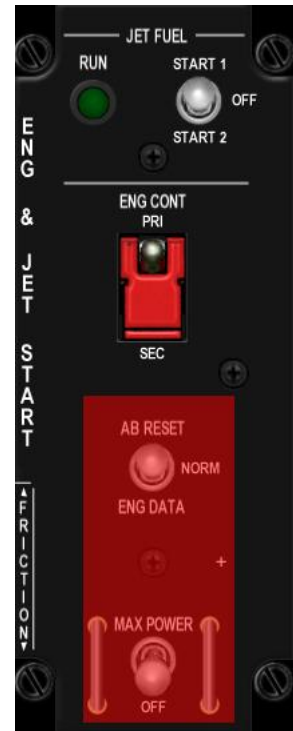 JET FUEL
RUN
START 1
OFF
START 2
ENG & JET START
ENG CONT
PRI
SEC
AB RESET
NORM
ENG DATA
+
FRICTION
MAX POWER
OFF